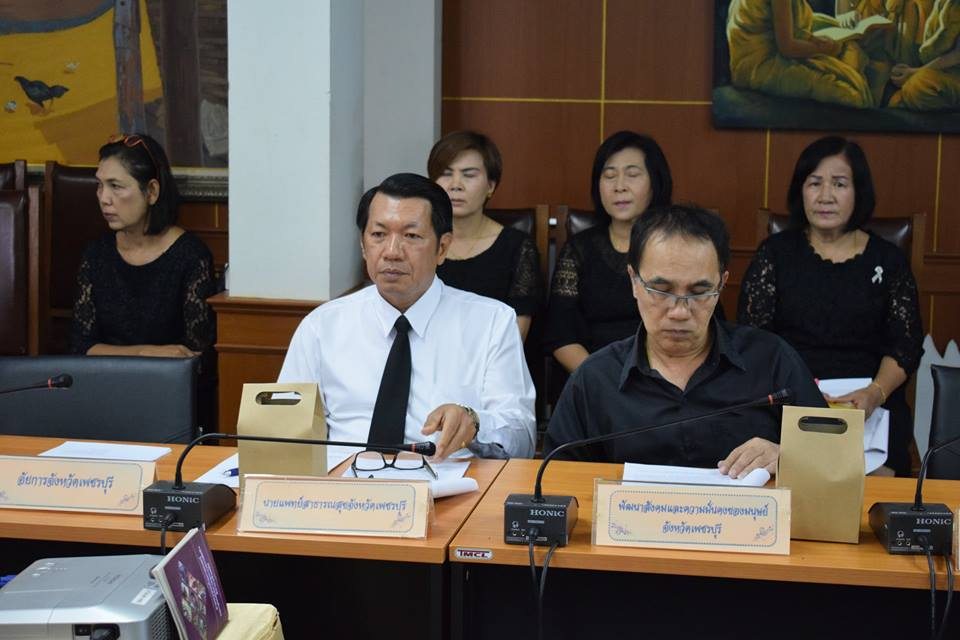 อัยการจังหวัดเพชรบุรี
นายแพทย์สาธารณสุขจังหวัดเพชรบุรี
พัฒนาสังคมและความมั่นคงของมนุษย์
จังหวัดเพชรบุรี
HONiC
HONiC
HONiC
TMCL